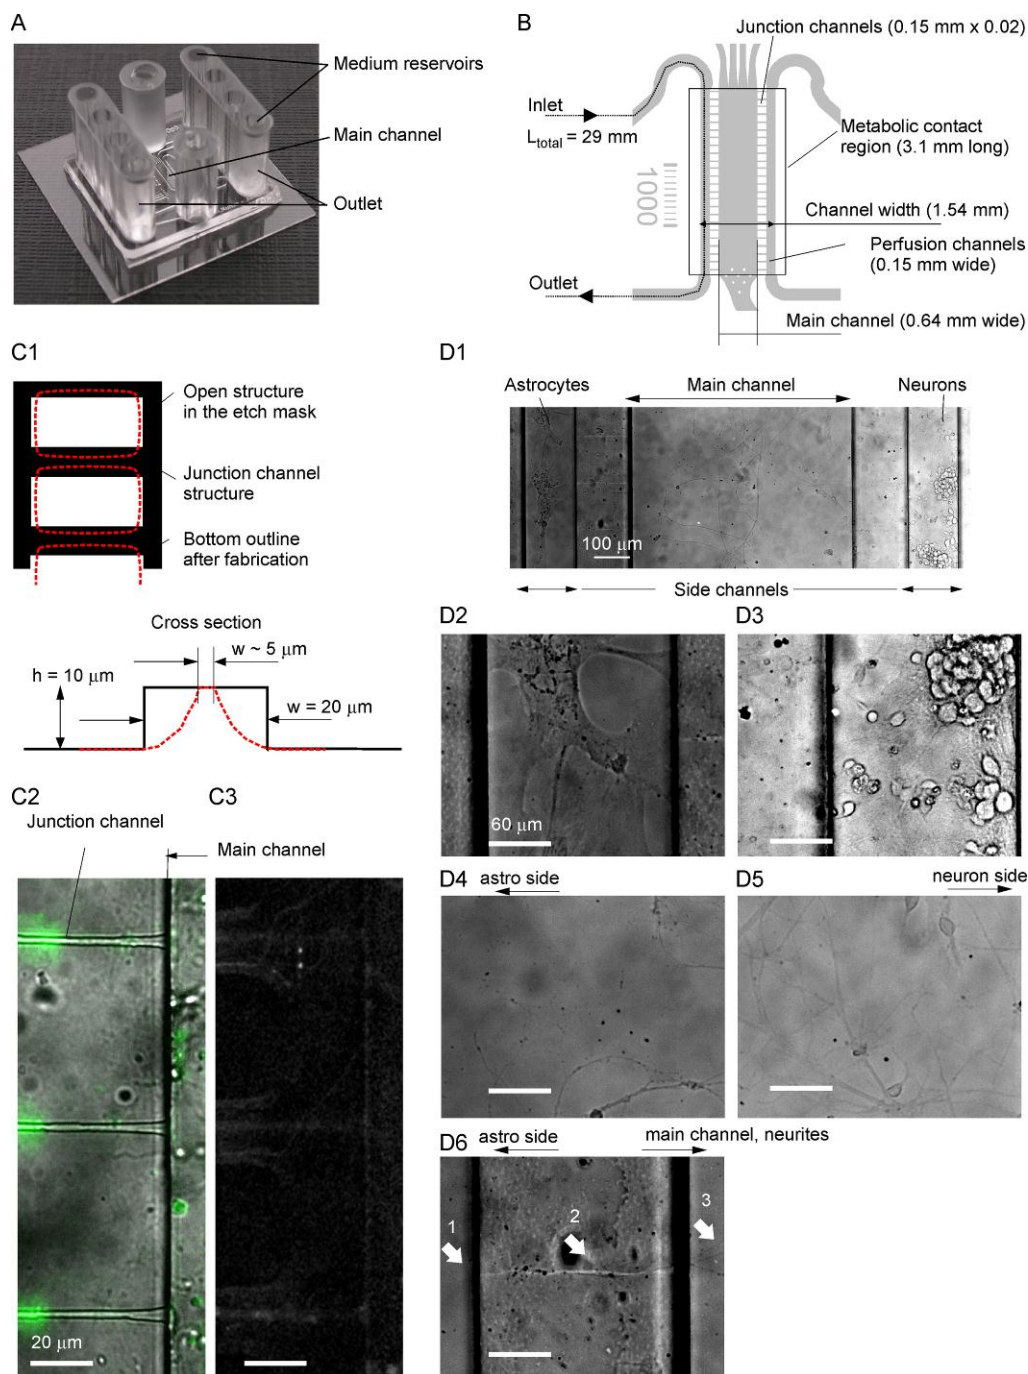 A
Medium reservoirs
Main channel
Outlet
B
Junction channels (0.15 mm x 0.02)
Inlet
L_total = 29 mm
Metabolic contact
region (3.1 mm long)
1000
Channel width (1.54 mm)
Perfusion channels
(0.15 mm wide)
Outlet
Main channel (0.64 mm wide)
C1
Open structure
in the etch mask
Junction channel
structure
Bottom outline
after fabrication
Cross section
w ~ 5 μm
h = 10 μm
w = 20 μm
C2
C3
Junction channel
Main channel
20 μm
D1
Astrocytes
Main channel
Neurons
100 μm
Side channels
D2
D3
60 μm
D4
astro side
D5
neuron side
D6
astro side
main channel, neurites
1
2
3